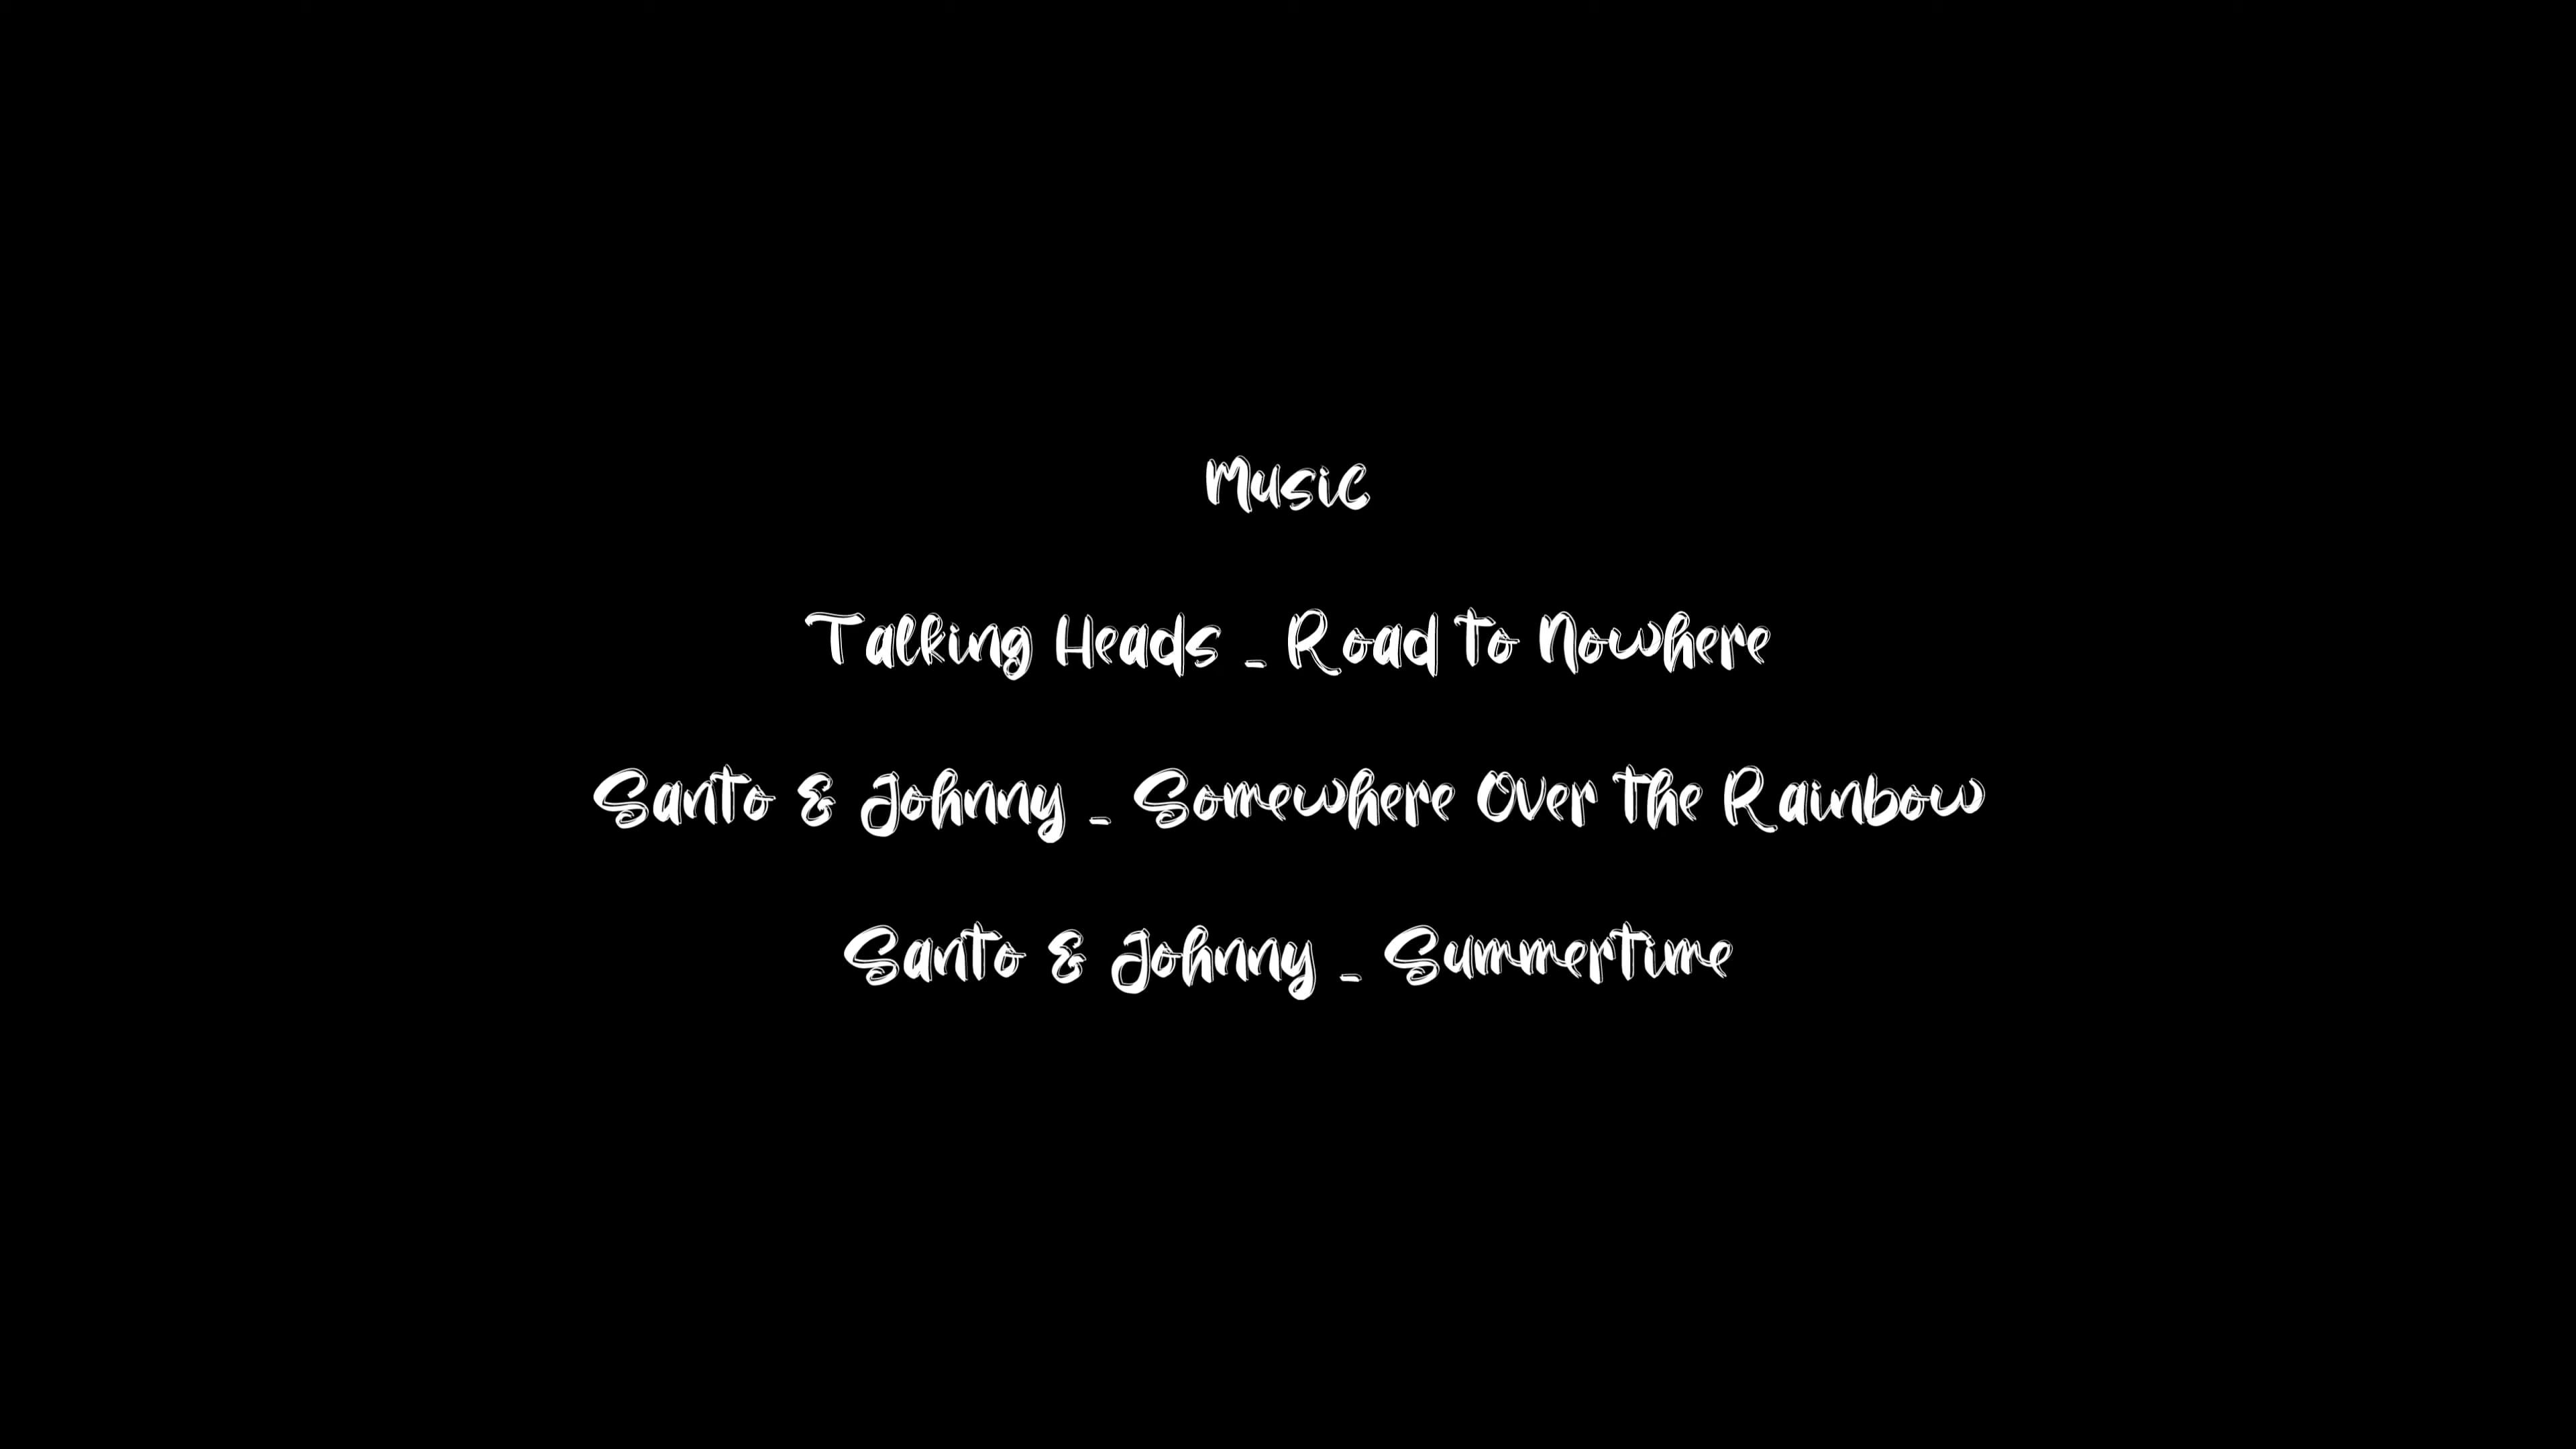 Music
Talking Heads - Road to Nowhere
Santo & Johnny - Somewhere Over the Rainbow
Santo & Johnny - Summertime